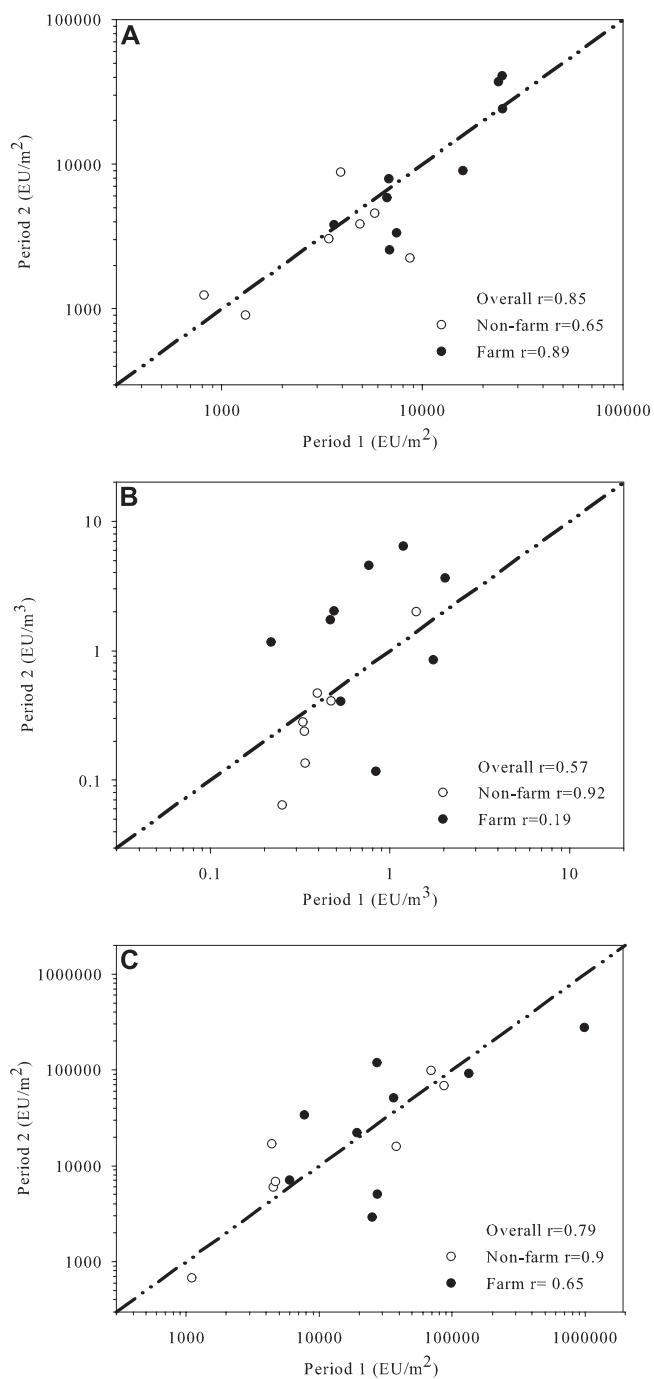 A
100000
10000
1000
Period 2 (EU/m²)
Overall r=0.85
Non-farm r=0.65
Farm r=0.89
1000
10000
100000
Period 1 (EU/m²)
B
10
1
0.1
Period 2 (EU/m³)
Overall r=0.57
Non-farm r=0.92
Farm r=0.19
0.1
1
10
Period 1 (EU/m³)
C
1000000
100000
10000
1000
Period 2 (EU/m²)
Overall r=0.79
Non-farm r=0.9
Farm r= 0.65
1000
10000
100000
1000000
Period 1 (EU/m²)